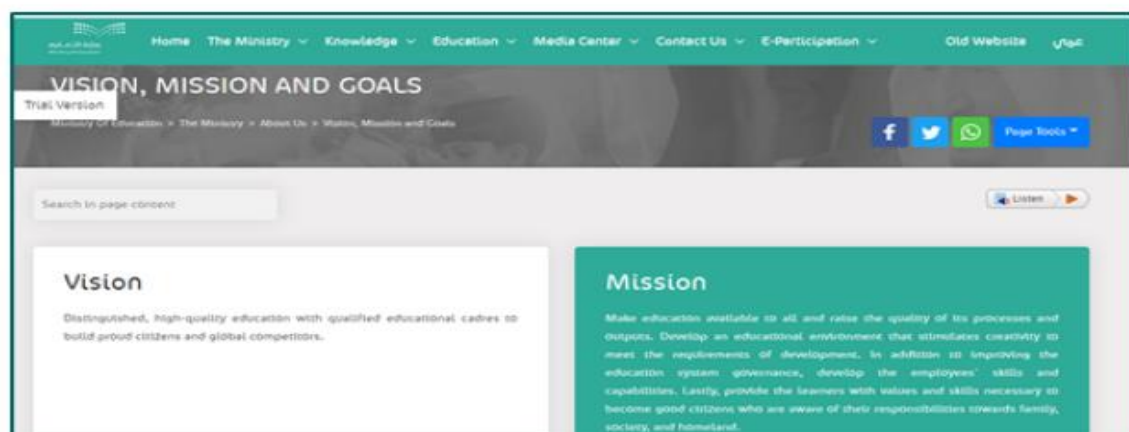 Home The Ministry Knowledge Education Media Center Contact Us E-Participation Old Website عربي
VISION, MISSION AND GOALS
Trial Version
Ministry Of Education > The Ministry > About Us > Vision, Mission and Goals
Page Tools
Search in page content
Listen
Vision
Distinguished, high-quality education with qualified educational cadres to
build proud citizens and global competitors.
Mission
Make education available to all and raise the quality of its processes and
outputs. Develop an educational environment that stimulates creativity to
meet the requirements of development. In addition to improving the
education system governance, develop the employees' skills and
capabilities. Lastly, provide the learners with values and skills necessary to
become good citizens who are aware of their responsibilities towards family,
society, and homeland.